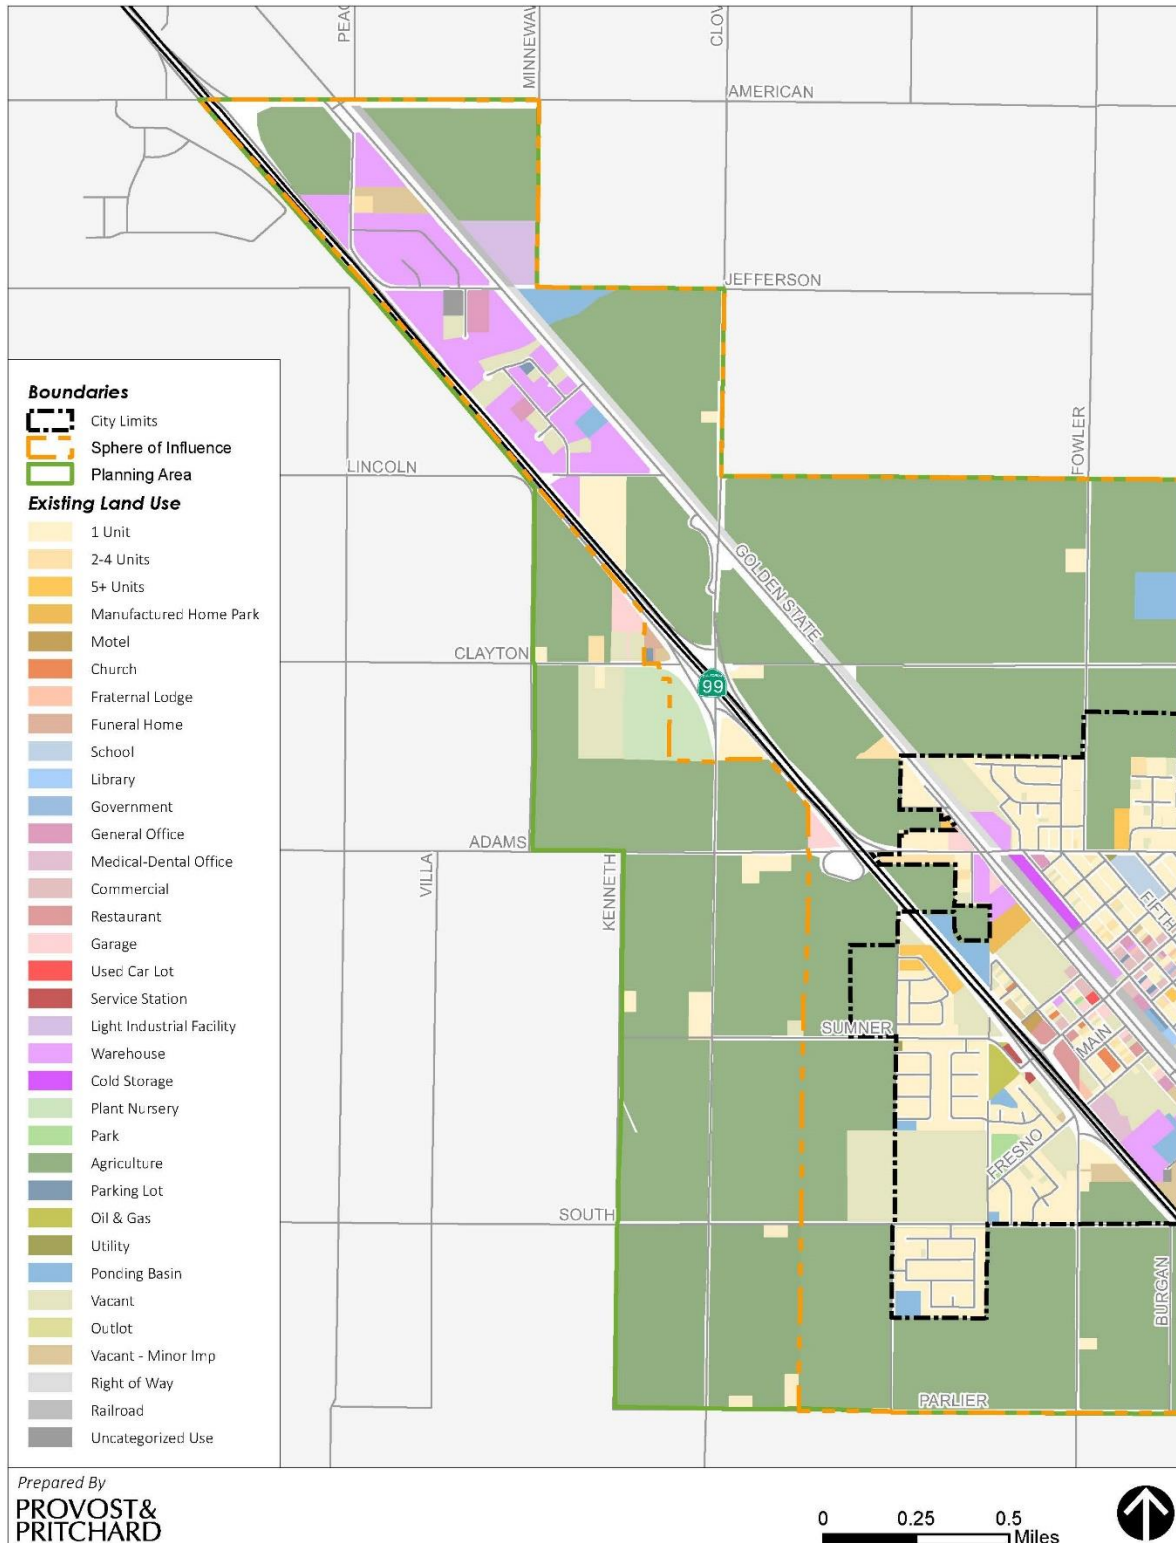 PEAC
MINNEWAW
CLOV
AMERICAN
JEFFERSON
FOWLER
LINCOLN
GOLDEN STATE
CLAYTON
99
ADAMS
VILLA
KENNETH
FIFTH
SUMNER
MAIN
FRESNO
SOUTH
BURGAN
PARLIER
Boundaries
City Limits
Sphere of Influence
Planning Area
Existing Land Use
1 Unit
2-4 Units
5+ Units
Manufactured Home Park
Motel
Church
Fraternal Lodge
Funeral Home
School
Library
Government
General Office
Medical-Dental Office
Commercial
Restaurant
Garage
Used Car Lot
Service Station
Light Industrial Facility
Warehouse
Cold Storage
Plant Nursery
Park
Agriculture
Parking Lot
Oil & Gas
Utility
Ponding Basin
Vacant
Outlot
Vacant - Minor Imp
Right of Way
Railroad
Uncategorized Use
Prepared By
PROVOST&
PRITCHARD
0 0.25 0.5
Miles